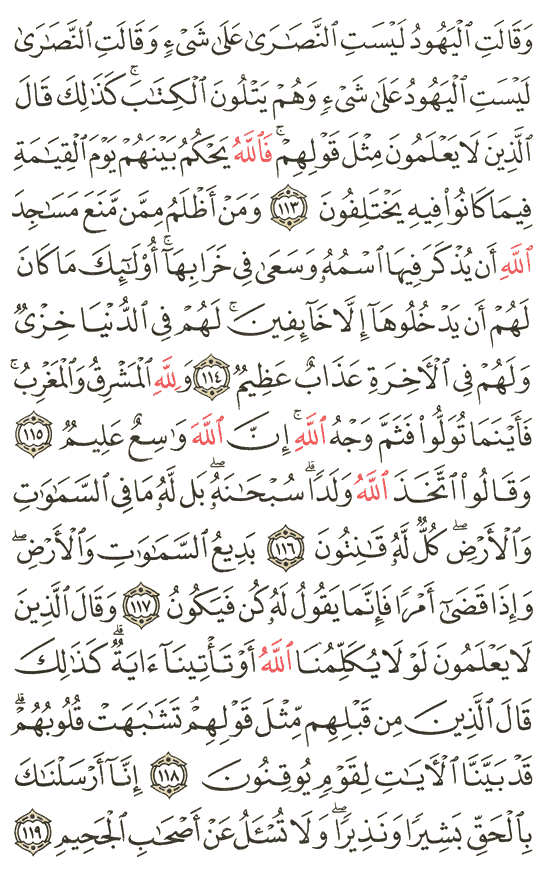 وَقَالَتِ ٱلۡيَهُودُ لَيۡسَتِ ٱلنَّصَٰرَىٰ عَلَىٰ شَيۡءٖ وَقَالَتِ ٱلنَّصَٰرَىٰ
لَيۡسَتِ ٱلۡيَهُودُ عَلَىٰ شَيۡءٖ وَهُمۡ يَتۡلُونَ ٱلۡكِتَٰبَۗ كَذَٰلِكَ قَالَ
ٱلَّذِينَ لَا يَعۡلَمُونَ مِثۡلَ قَوۡلِهِمۡۚ فَٱللَّهُ يَحۡكُمُ بَيۡنَهُمۡ يَوۡمَ ٱلۡقِيَٰمَةِ
فِيمَا كَانُواْ فِيهِ يَخۡتَلِفُونَ ١١٣ وَمَنۡ أَظۡلَمُ مِمَّن مَّنَعَ مَسَٰجِدَ
ٱللَّهِ أَن يُذۡكَرَ فِيهَا ٱسۡمُهُۥ وَسَعَىٰ فِي خَرَابِهَآۚ أُوْلَٰٓئِكَ مَا كَانَ
لَهُمۡ أَن يَدۡخُلُوهَآ إِلَّا خَآئِفِينَۚ لَهُمۡ فِي ٱلدُّنۡيَا خِزۡيٞ
وَلَهُمۡ فِي ٱلۡأٓخِرَةِ عَذَابٌ عَظِيمٞ ١١٤ وَلِلَّهِ ٱلۡمَشۡرِقُ وَٱلۡمَغۡرِبُۚ
فَأَيۡنَمَا تُوَلُّواْ فَثَمَّ وَجۡهُ ٱللَّهِۚ إِنَّ ٱللَّهَ وَٰسِعٌ عَلِيمٞ ١١٥
وَقَالُواْ ٱتَّخَذَ ٱللَّهُ وَلَدٗاۗ سُبۡحَٰنَهُۥۖ بَل لَّهُۥ مَا فِي ٱلسَّمَٰوَٰتِ
وَٱلۡأَرۡضِۖ كُلّٞ لَّهُۥ قَٰنِتُونَ ١١٦ بَدِيعُ ٱلسَّمَٰوَٰتِ وَٱلۡأَرۡضِۖ
وَإِذَا قَضَىٰٓ أَمۡرٗا فَإِنَّمَا يَقُولُ لَهُۥ كُن فَيَكُونُ ١١٧ وَقَالَ ٱلَّذِينَ
لَا يَعۡلَمُونَ لَوۡلَا يُكَلِّمُنَا ٱللَّهُ أَوۡ تَأۡتِينَآ ءَايَةٞۗ كَذَٰلِكَ
قَالَ ٱلَّذِينَ مِن قَبۡلِهِم مِّثۡلَ قَوۡلِهِمۡۘ تَشَٰبَهَتۡ قُلُوبُهُمۡۗ
قَدۡ بَيَّنَّا ٱلۡأٓيَٰتِ لِقَوۡمٖ يُوقِنُونَ ١١٨ إِنَّآ أَرۡسَلۡنَٰكَ
بِٱلۡحَقِّ بَشِيرٗا وَنَذِيرٗاۖ وَلَا تُسۡـَٔلُ عَنۡ أَصۡحَٰبِ ٱلۡجَحِيمِ ١١٩